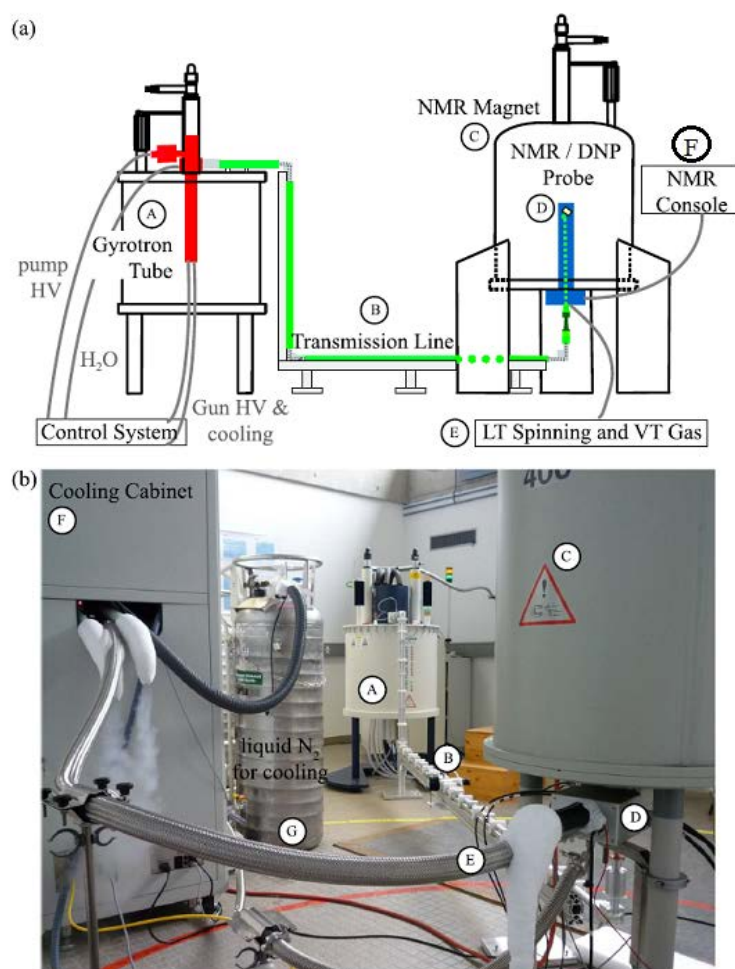 (a)
NMR Magnet
C
NMR / DNP
Probe
D
F
NMR
Console
A
Gyrotron
Tube
pump
HV
B
Transmission Line
H₂O
Gun HV &
cooling
Control System
E
LT Spinning and VT Gas
(b)
Cooling Cabinet
F
400
C
A
B
liquid N₂
for cooling
G
E
D